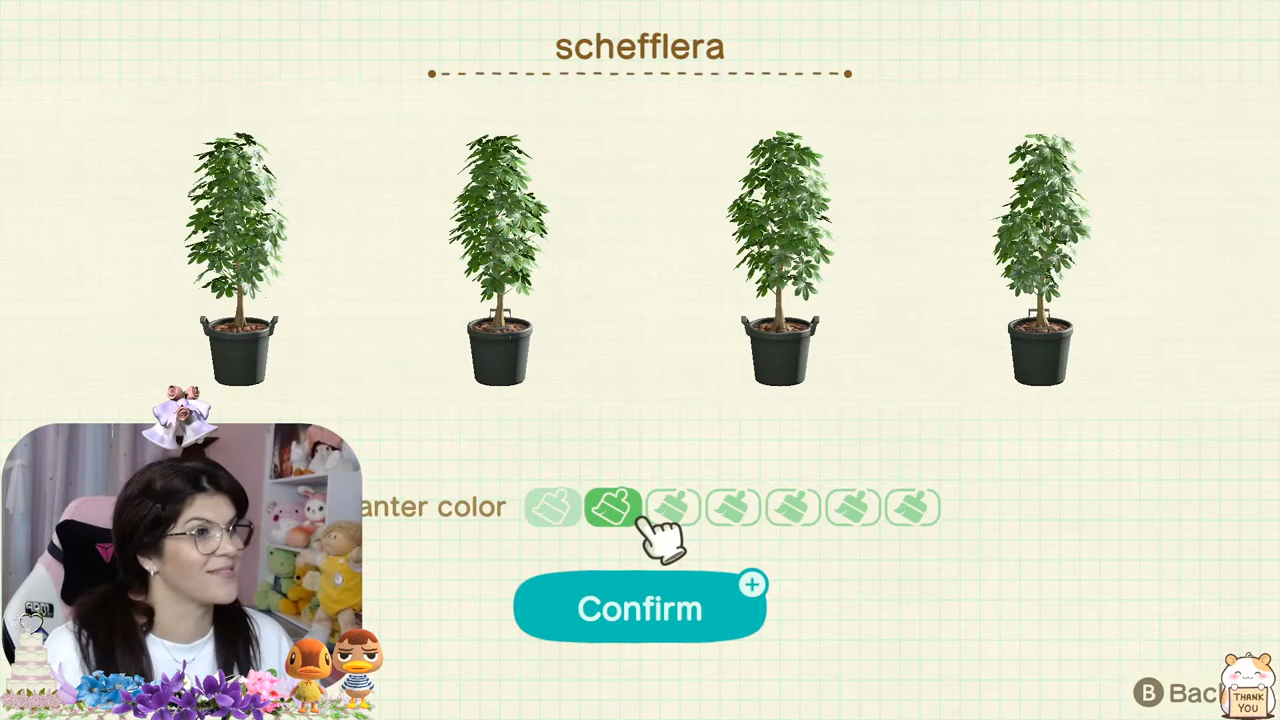 schefflera
anter color
Confirm
B Bac
THANK
YOU